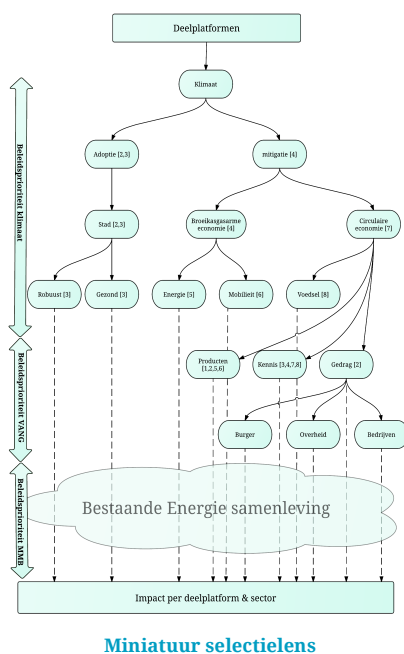 Deelplatformen
Klimaat
Adoptie [2,3]
mitigatie [4]
Stad [2,3]
Broeikasgasarme
economie [4]
Circulaire
economie [7]
Robuust [3]
Gezond [3]
Energie [5]
Mobilieit [6]
Voedsel [8]
Producten
[1,2,5,6]
Kennis [3,4,7,8]
Gedrag [2]
Burger
Overheid
Bedrijven
Beleidsprioriteit klimaat
Beleidsprioriteit VANG
Beleidsprioriteit MMB
Bestaande Energie samenleving
Impact per deelplatform & sector
Miniatuur selectielens